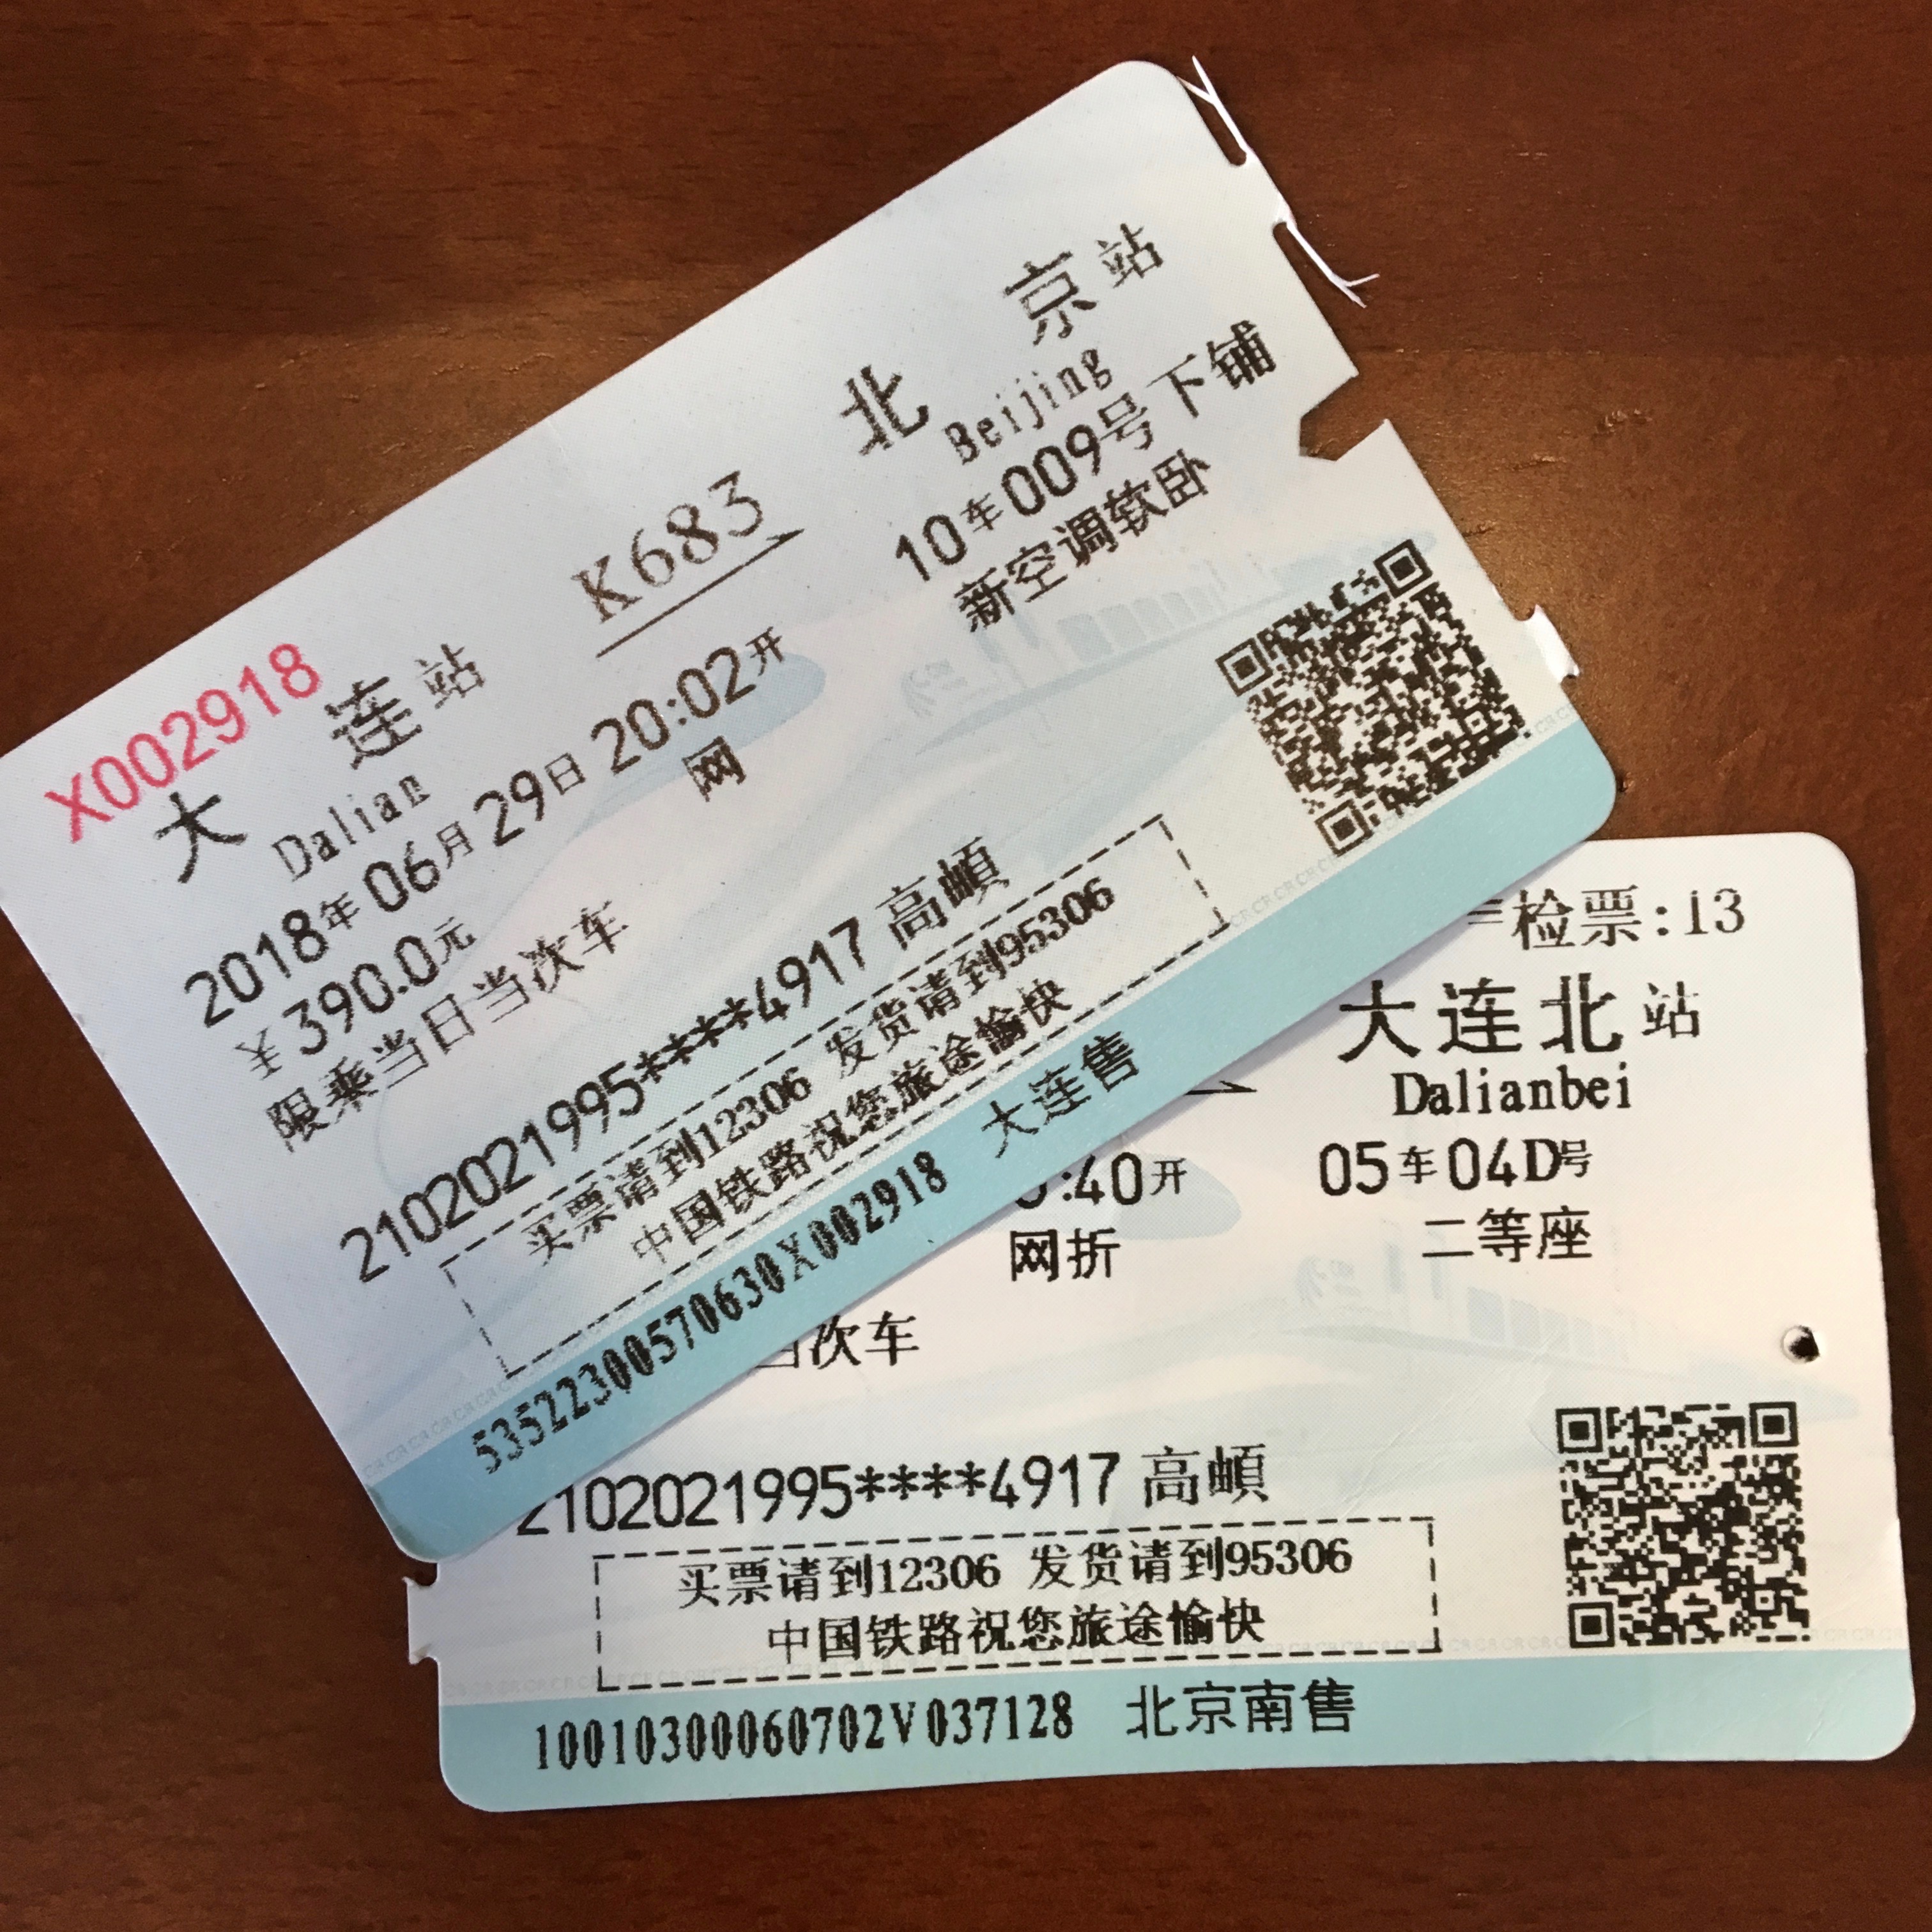 X002918
大连站 K683 北京站
Dalian Beijing
2018年06月29日 20:02开 10车009号 下铺
¥390.0元 网 新空调软卧
限乘当日当次车
2102021995****4917 高頔
买票请到12306 发货请到95306
中国铁路祝您旅途愉快
53522300570630X002918 大连售
检票:13
大连北站
Dalianbei
:40开 05车04D号
网折 二等座
次车
2102021995****4917 高頔
买票请到12306 发货请到95306
中国铁路祝您旅途愉快
10010300060702V037128 北京南售